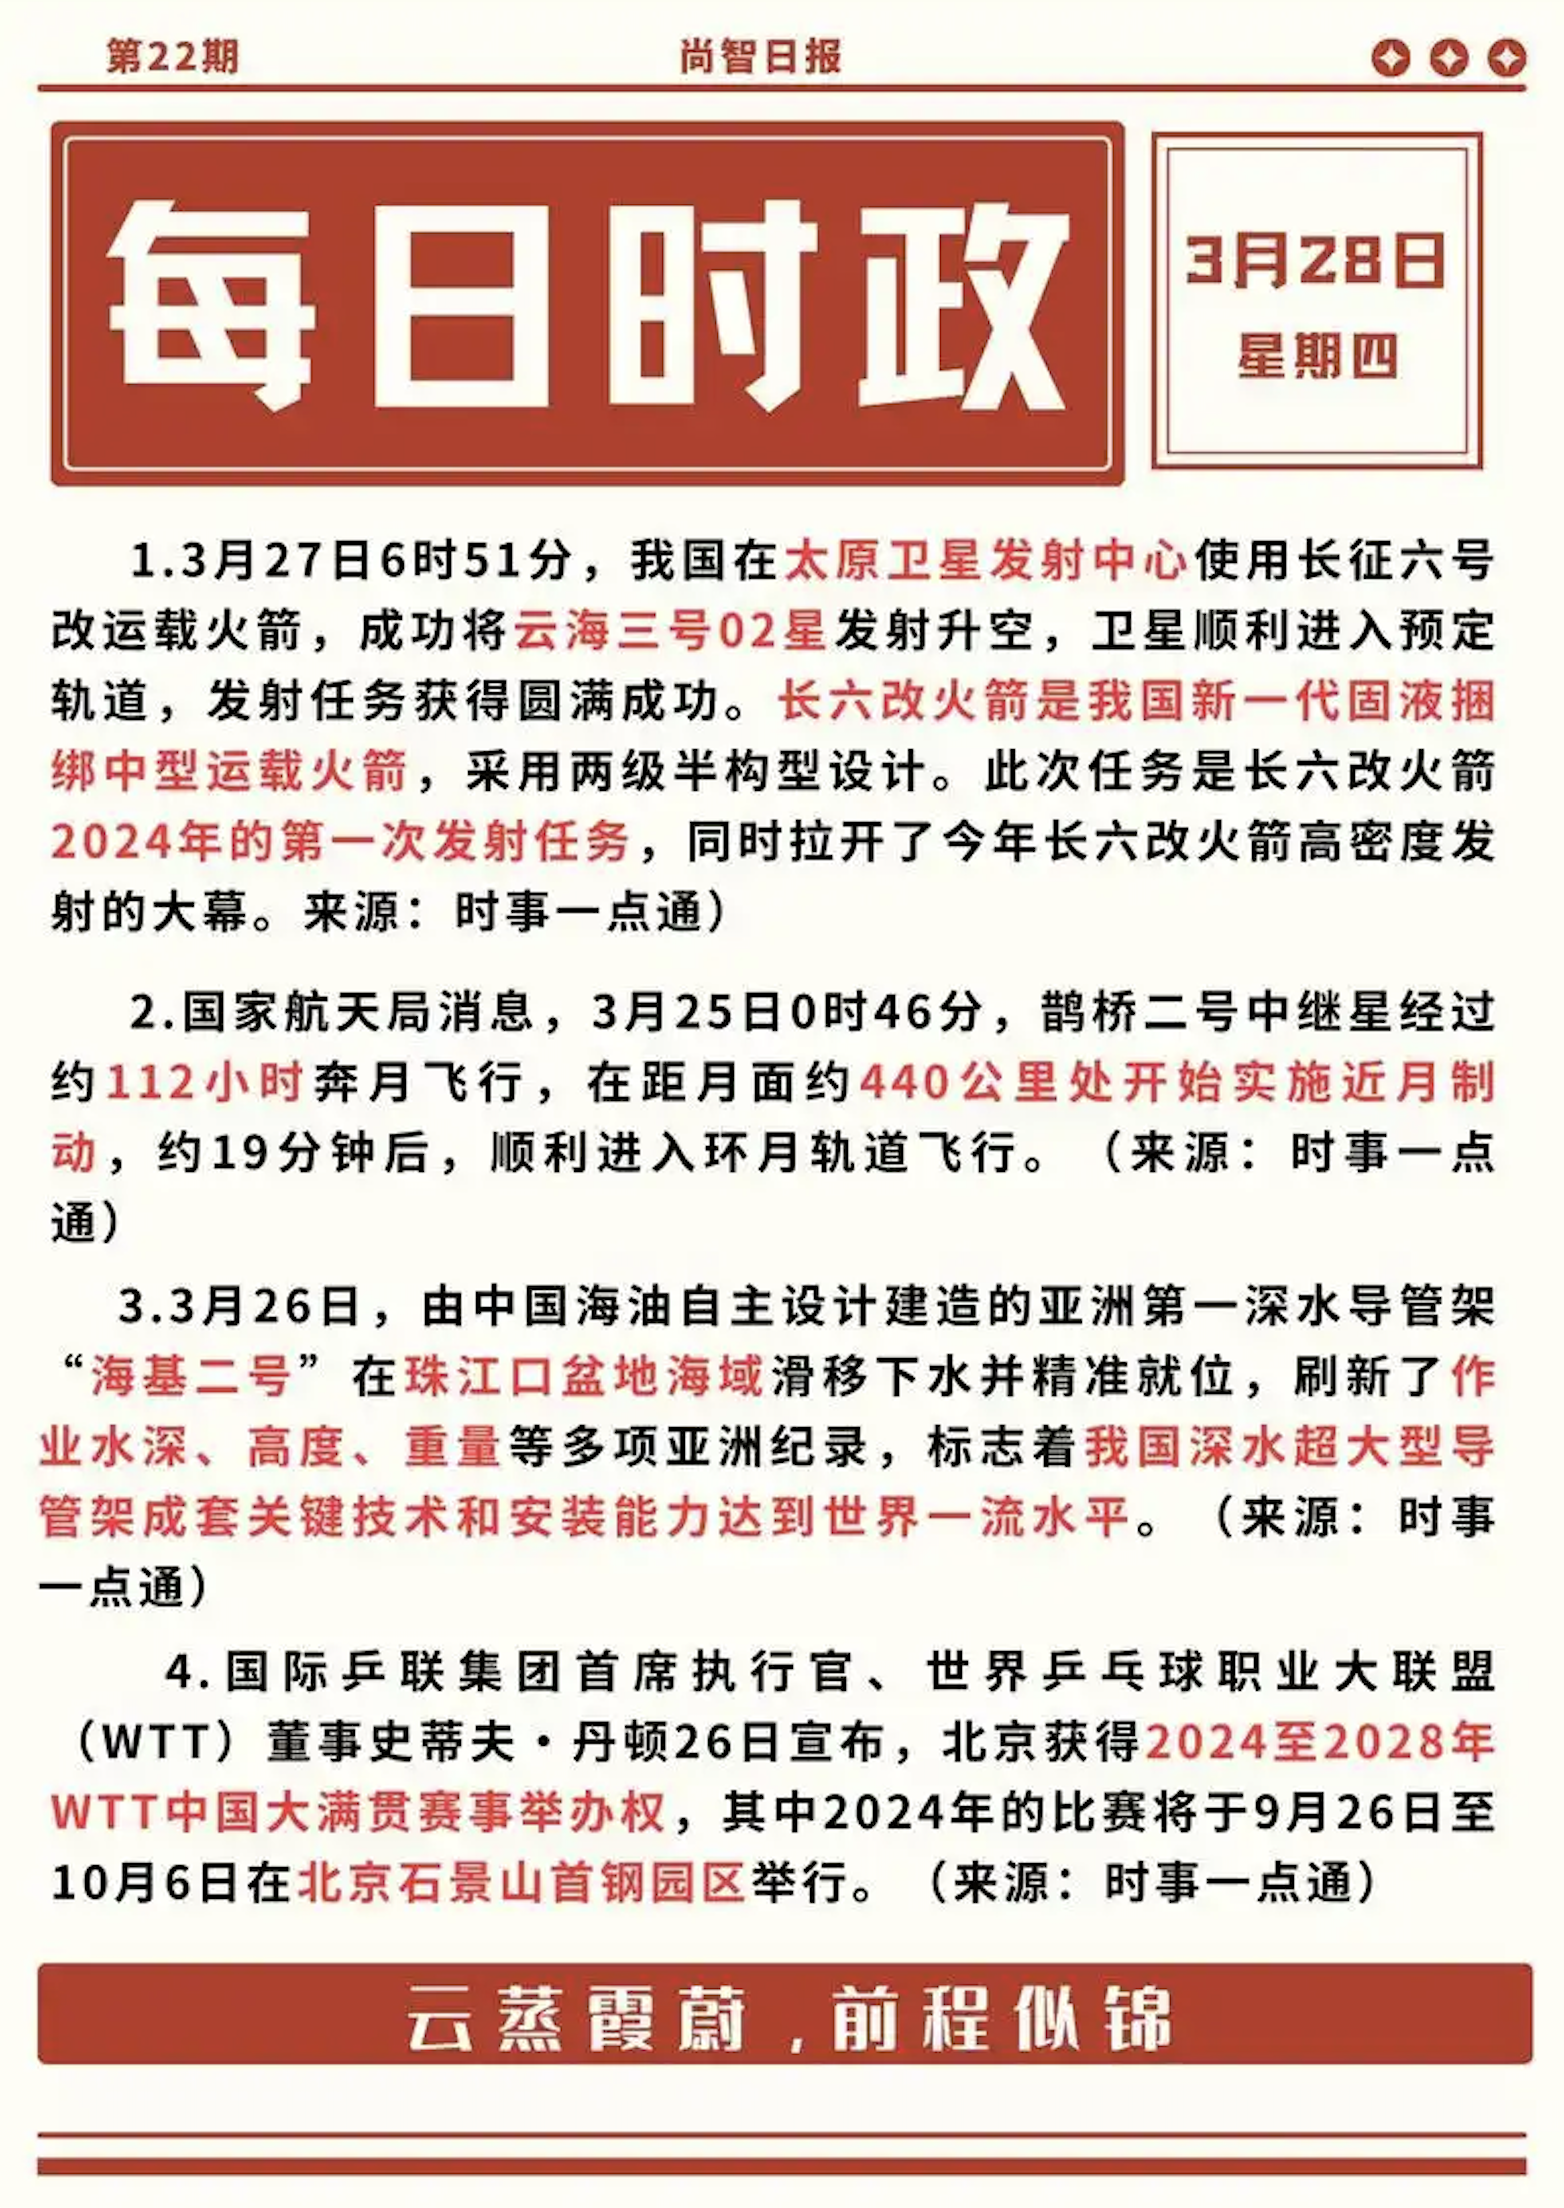 第22期 尚智日报
每日时政
3月28日
星期四
1.3月27日6时51分，我国在太原卫星发射中心使用长征六号
改运载火箭，成功将云海三号02星发射升空，卫星顺利进入预定
轨道，发射任务获得圆满成功。长六改火箭是我国新一代固液捆
绑中型运载火箭，采用两级半构型设计。此次任务是长六改火箭
2024年的第一次发射任务，同时拉开了今年长六改火箭高密度发
射的大幕。来源：时事一点通）
2.国家航天局消息，3月25日0时46分，鹊桥二号中继星经过
约112小时奔月飞行，在距月面约440公里处开始实施近月制
动，约19分钟后，顺利进入环月轨道飞行。（来源：时事一点
通）
3.3月26日，由中国海油自主设计建造的亚洲第一深水导管架
“海基二号”在珠江口盆地海域滑移下水并精准就位，刷新了作
业水深、高度、重量等多项亚洲纪录，标志着我国深水超大型导
管架成套关键技术和安装能力达到世界一流水平。（来源：时事
一点通）
4.国际乒联集团首席执行官、世界乒乓球职业大联盟
（WTT）董事史蒂夫·丹顿26日宣布，北京获得2024至2028年
WTT中国大满贯赛事举办权，其中2024年的比赛将于9月26日至
10月6日在北京石景山首钢园区举行。（来源：时事一点通）
云蒸霞蔚,前程似锦